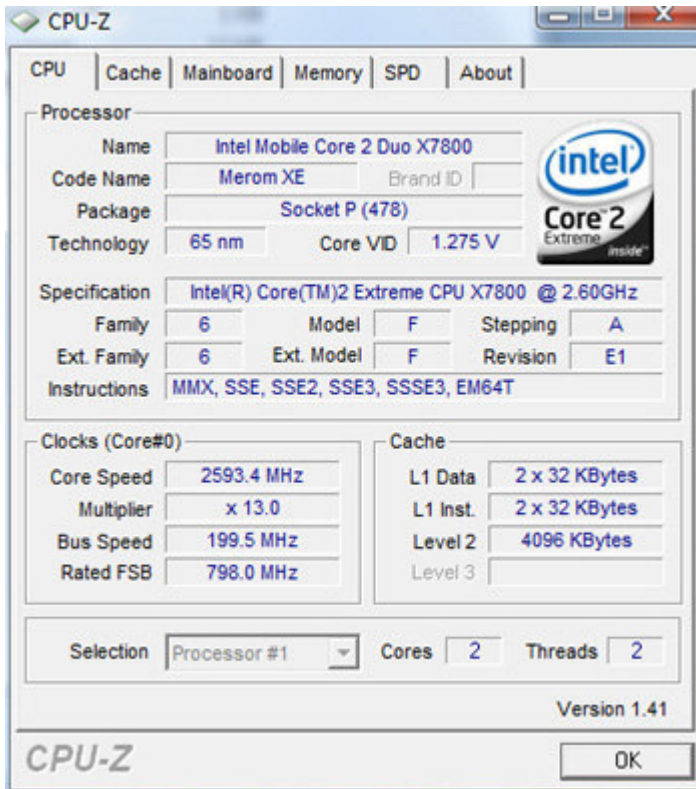 CPU-Z
CPU Cache Mainboard Memory SPD About
Processor
Name Intel Mobile Core 2 Duo X7800
Code Name Merom XE Brand ID
Package Socket P (478)
Technology 65 nm Core VID 1.275 V
intel
Core 2
Extreme
inside™
Specification Intel(R) Core(TM)2 Extreme CPU X7800 @ 2.60GHz
Family 6 Model F Stepping A
Ext. Family 6 Ext. Model F Revision E1
Instructions MMX, SSE, SSE2, SSE3, SSSE3, EM64T
Clocks (Core#0)
Core Speed 2593.4 MHz
Multiplier x 13.0
Bus Speed 199.5 MHz
Rated FSB 798.0 MHz
Cache
L1 Data 2 x 32 KBytes
L1 Inst. 2 x 32 KBytes
Level 2 4096 KBytes
Level 3
Selection Processor #1 Cores 2 Threads 2
Version 1.41
CPU-Z OK